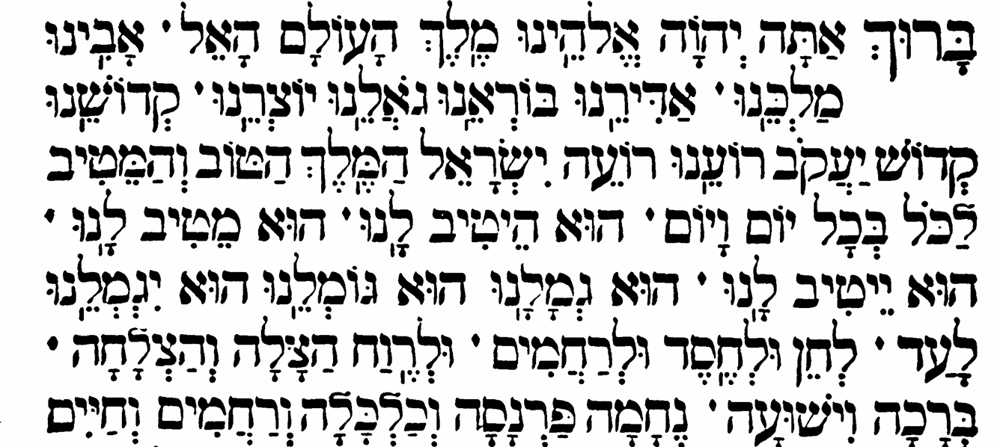 בָּרוּךְ אַתָּה יְהוָֹה אֱלֹהֵֽינוּ מֶֽלֶךְ הָעוֹלָם הָאֵל׳ אָבִֽינוּ
מַלְכֵּֽנוּ׳ אַדִּירֵֽנוּ בּוֹרְאֵֽנוּ גֹּאֲלֵֽנוּ יוֹצְרֵֽנוּ׳ קְדוֹשֵֽׁנוּ
קְדוֹשׁ יַעֲקֹב רוֹעֵֽנוּ רוֹעֵה יִשְׂרָאֵל הַמֶּֽלֶךְ הַטּוֹב וְהַמֵּטִיב
לַכֹּל בְּכָל יוֹם וָיוֹם׳ הוּא הֵיטִיב לָֽנוּ׳ הוּא מֵטִיב לָֽנוּ׳
הוּא יֵיטִיב לָֽנוּ׳ הוּא גְמָלָֽנוּ הוּא גּוֹמְלֵֽנוּ הוּא יִגְמְלֵֽנוּ
לָעַד׳ לְחֵן וּלְחֶֽסֶד וּלְרַחֲמִים׳ וּלְרֶֽוַח הַצָּלָה וְהַצְלָחָה׳
בְּרָכָה וִישׁוּעָה׳ נֶחָמָה פַּרְנָסָה וְכַלְכָּלָה וְרַחֲמִים וְחַיִּים